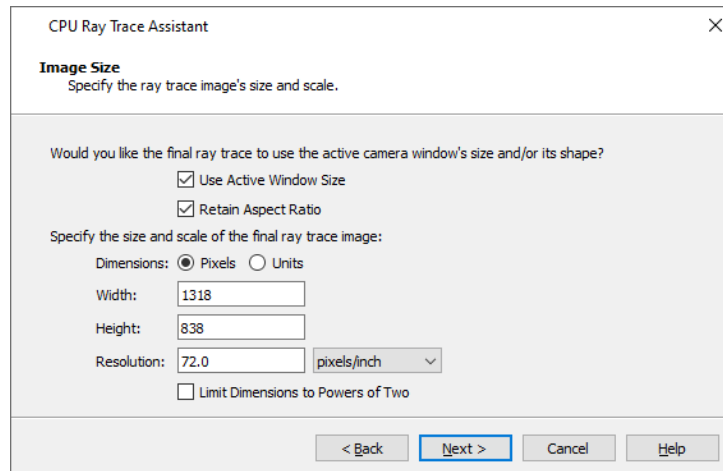 CPU Ray Trace Assistant
Image Size
Specify the ray trace image's size and scale.
Would you like the final ray trace to use the active camera window's size and/or its shape?
Use Active Window Size
Retain Aspect Ratio
Specify the size and scale of the final ray trace image:
Dimensions: Pixels Units
Width: 1318
Height: 838
Resolution: 72.0 pixels/inch
Limit Dimensions to Powers of Two
< Back Next > Cancel Help